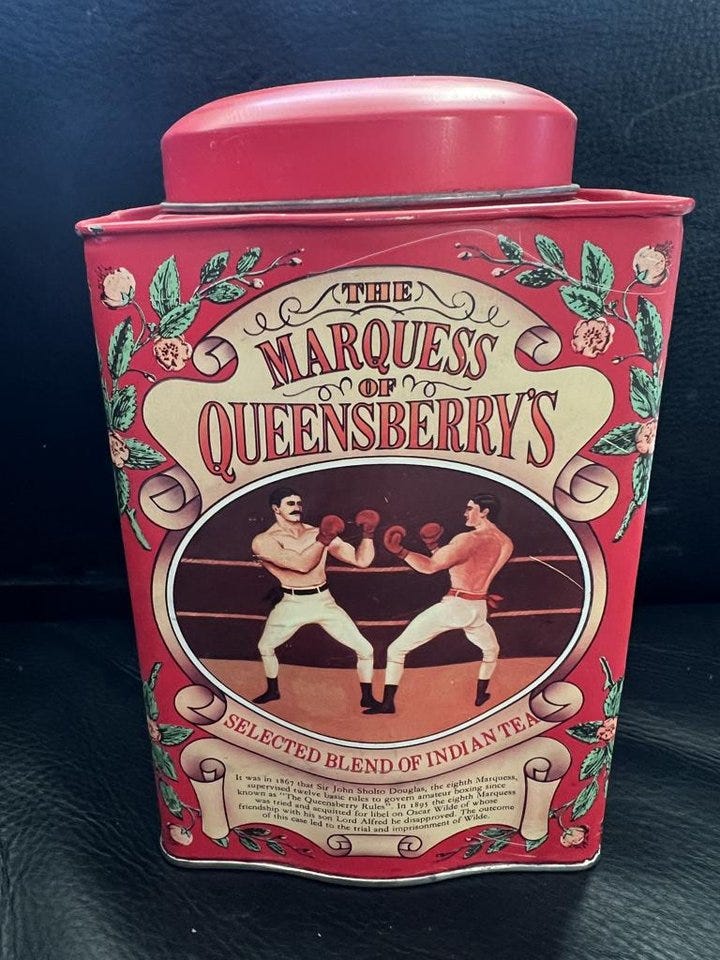 THE
MARQUESS
OF
QUEENSBERRY'S
SELECTED BLEND OF INDIAN TEA
It was in 1867 that Sir John Sholto Douglas, the eighth Marquess,
supervised twelve basic rules to govern amateur boxing since
known as "The Queensberry Rules". In 1895 the eighth Marquess
was tried and acquitted for libel on Oscar Wilde of whose
friendship with his son Lord Alfred he disapproved. The outcome
of this case led to the trial and imprisonment of Wilde.